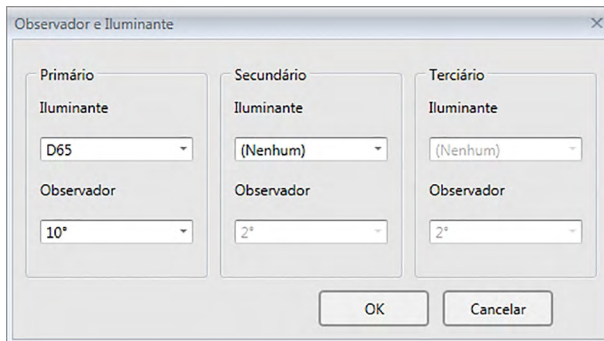 Observador e Iluminante
Primário
Secundário
Terciário
Iluminante
Iluminante
Iluminante
D65
(Nenhum)
(Nenhum)
Observador
Observador
Observador
10°
2°
2°
OK
Cancelar